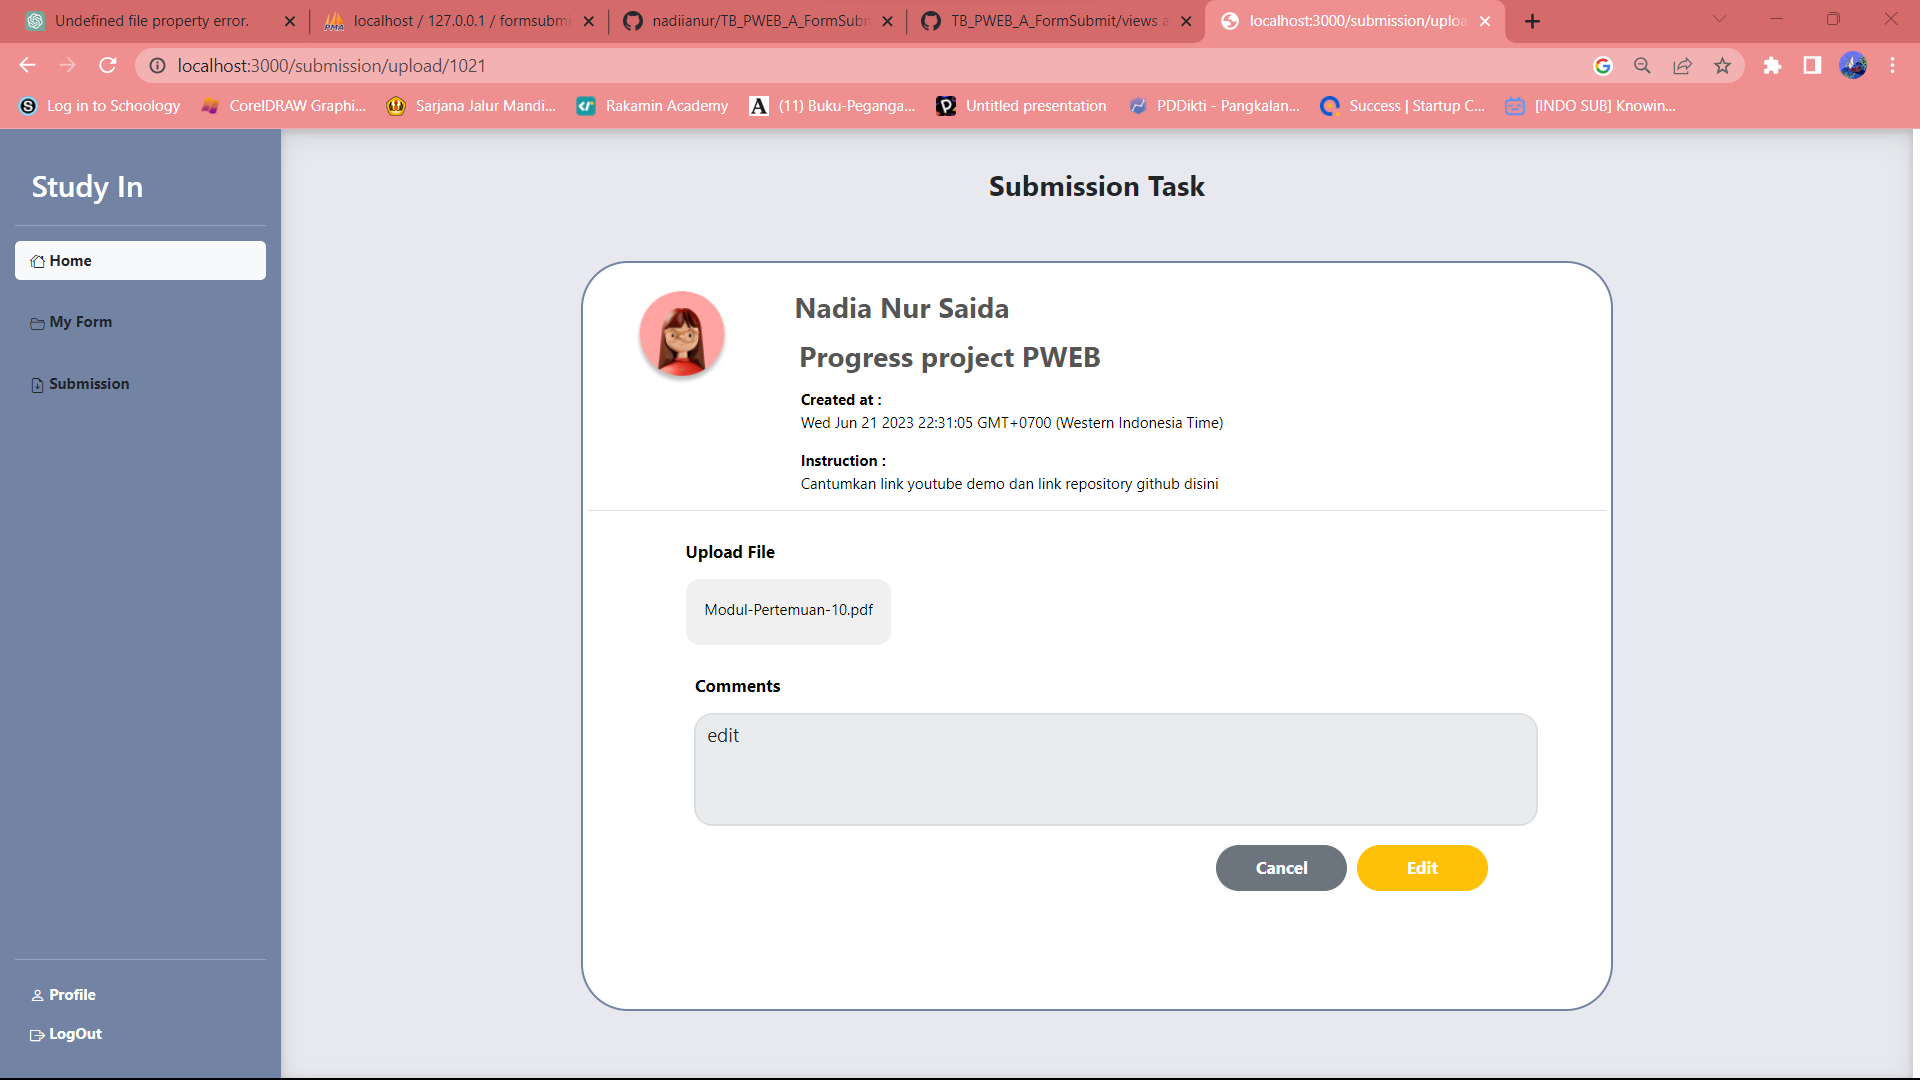 Undefined file property error.
localhost / 127.0.0.1 / formsubmi
nadiianur/TB_PWEB_A_FormSubm
TB_PWEB_A_FormSubmit/views a
localhost:3000/submission/uploa
localhost:3000/submission/upload/1021
Log in to Schoology
CorelDRAW Graphi...
Sarjana Jalur Mandi...
Rakamin Academy
(11) Buku-Peganga...
Untitled presentation
PDDikti - Pangkalan...
Success | Startup C...
[INDO SUB] Knowin...
Study In
Home
My Form
Submission
Profile
LogOut
Submission Task
Nadia Nur Saida
Progress project PWEB
Created at :
Wed Jun 21 2023 22:31:05 GMT+0700 (Western Indonesia Time)
Instruction :
Cantumkan link youtube demo dan link repository github disini
Upload File
Modul-Pertemuan-10.pdf
Comments
edit
Cancel
Edit